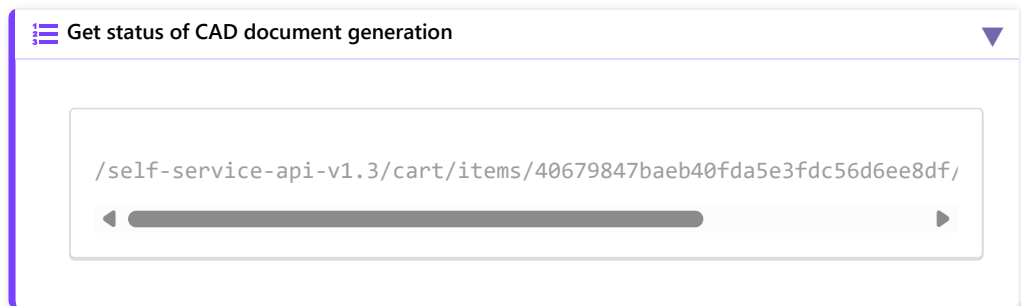 Get status of CAD document generation
/self-service-api-v1.3/cart/items/40679847baeb40fda5e3fdc56d6ee8df/